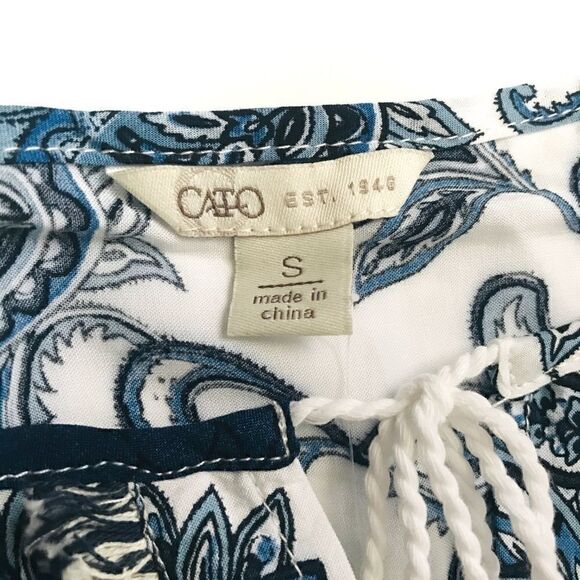 CATO EST. 1946
S
made in
china